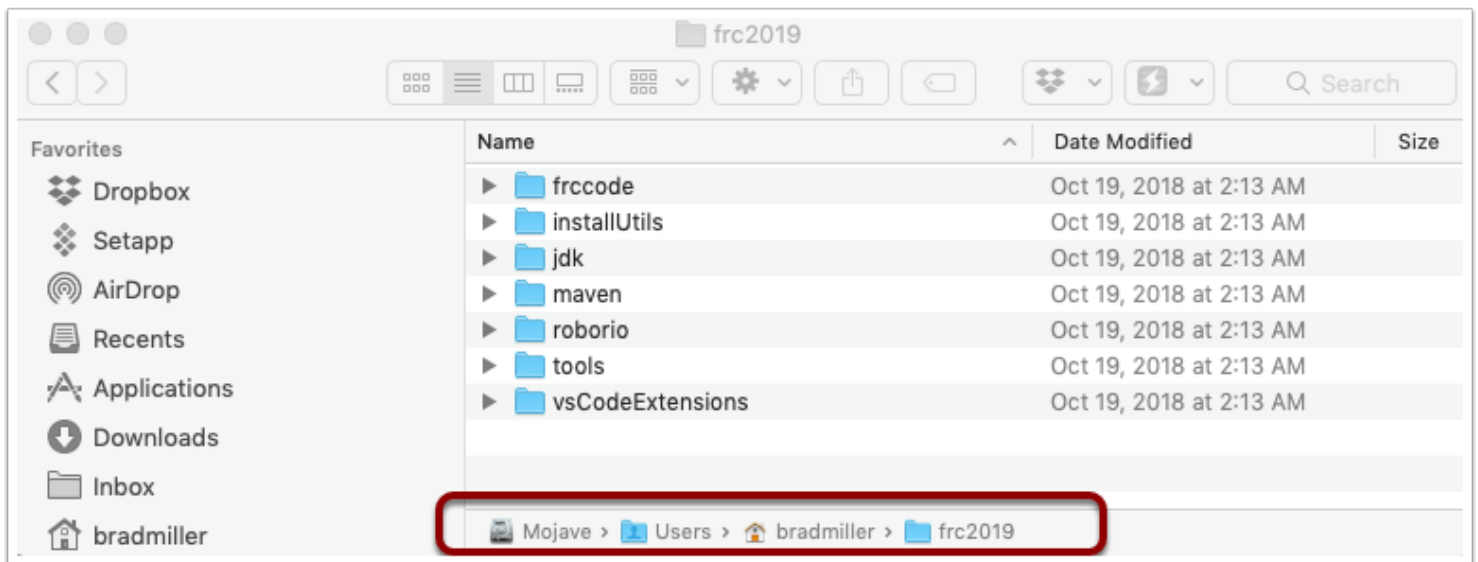 frc2019
Search
Favorites
Dropbox
Setapp
AirDrop
Recents
Applications
Downloads
Inbox
bradmiller
Name Date Modified Size
frccode Oct 19, 2018 at 2:13 AM
installUtils Oct 19, 2018 at 2:13 AM
jdk Oct 19, 2018 at 2:13 AM
maven Oct 19, 2018 at 2:13 AM
roborio Oct 19, 2018 at 2:13 AM
tools Oct 19, 2018 at 2:13 AM
vsCodeExtensions Oct 19, 2018 at 2:13 AM
Mojave › Users › bradmiller › frc2019